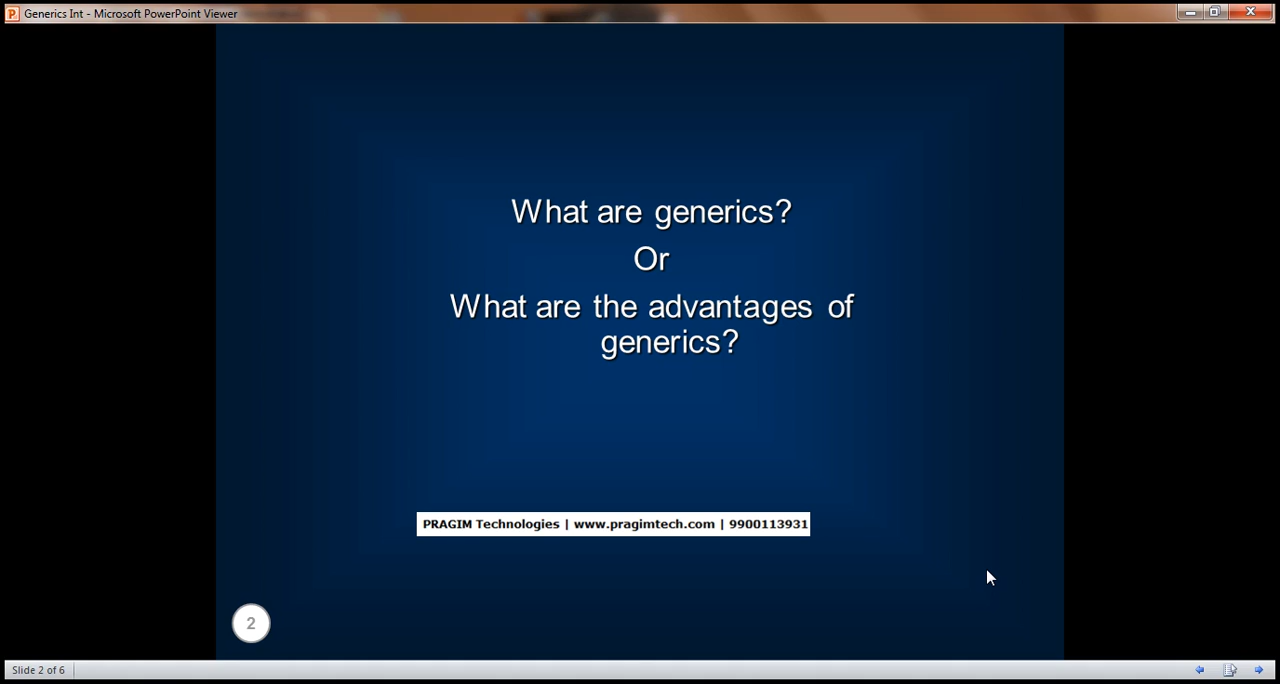 Generics Int - Microsoft PowerPoint Viewer
What are generics?
Or
What are the advantages of
generics?
PRAGIM Technologies | www.pragimtech.com | 9900113931
2
Slide 2 of 6